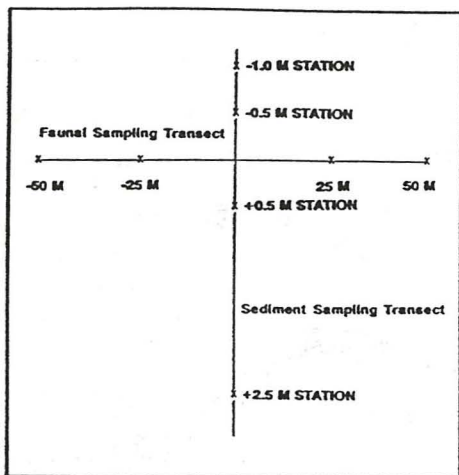 -1.0 M STATION
-0.5 M STATION
Faunal Sampling Transect
-50 M -25 M 25 M 50 M
+0.5 M STATION
Sediment Sampling Transect
+2.5 M STATION